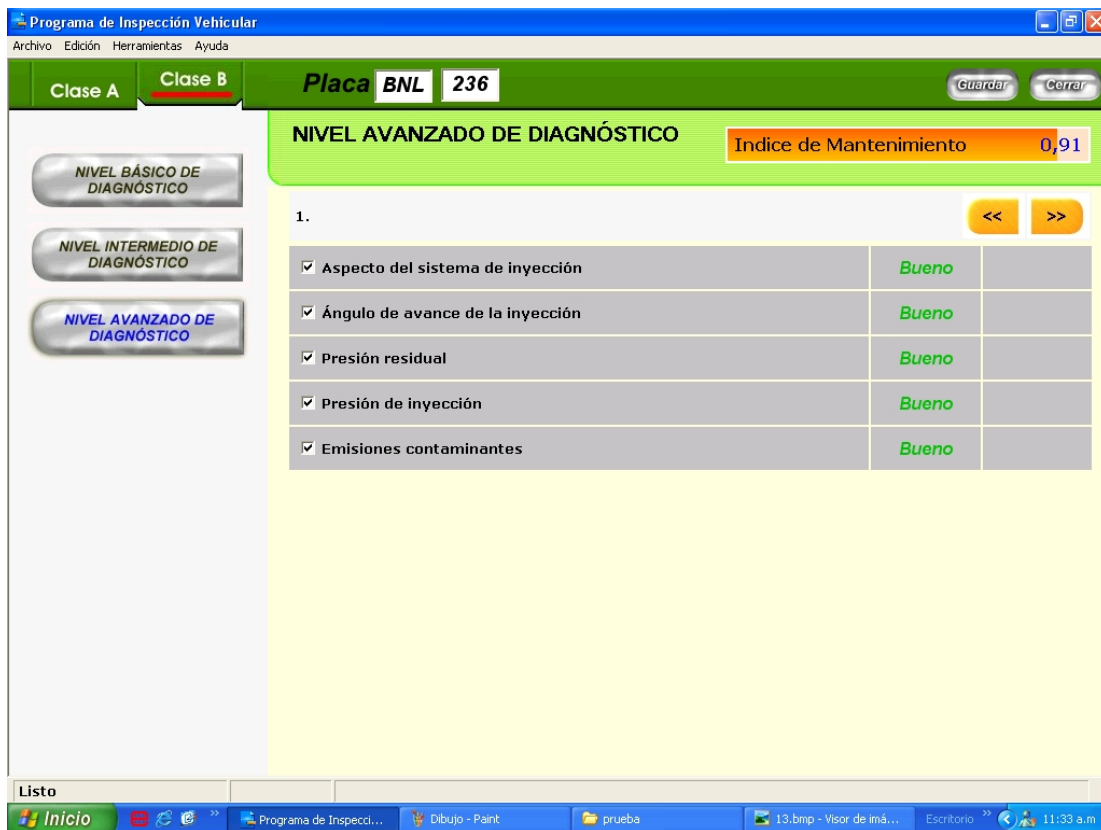 Programa de Inspección Vehicular
Archivo Edición Herramientas Ayuda
Clase A Clase B Placa BNL 236 Guardar Cerrar
NIVEL AVANZADO DE DIAGNÓSTICO
Indice de Mantenimiento 0,91
NIVEL BÁSICO DE
DIAGNÓSTICO
NIVEL INTERMEDIO DE
DIAGNÓSTICO
NIVEL AVANZADO DE
DIAGNÓSTICO
1. << >>
Aspecto del sistema de inyección Bueno
Ángulo de avance de la inyección Bueno
Presión residual Bueno
Presión de inyección Bueno
Emisiones contaminantes Bueno
Listo
Inicio » Programa de Inspecci... Dibujo - Paint prueba 13.bmp - Visor de imá... Escritorio » 11:33 a.m